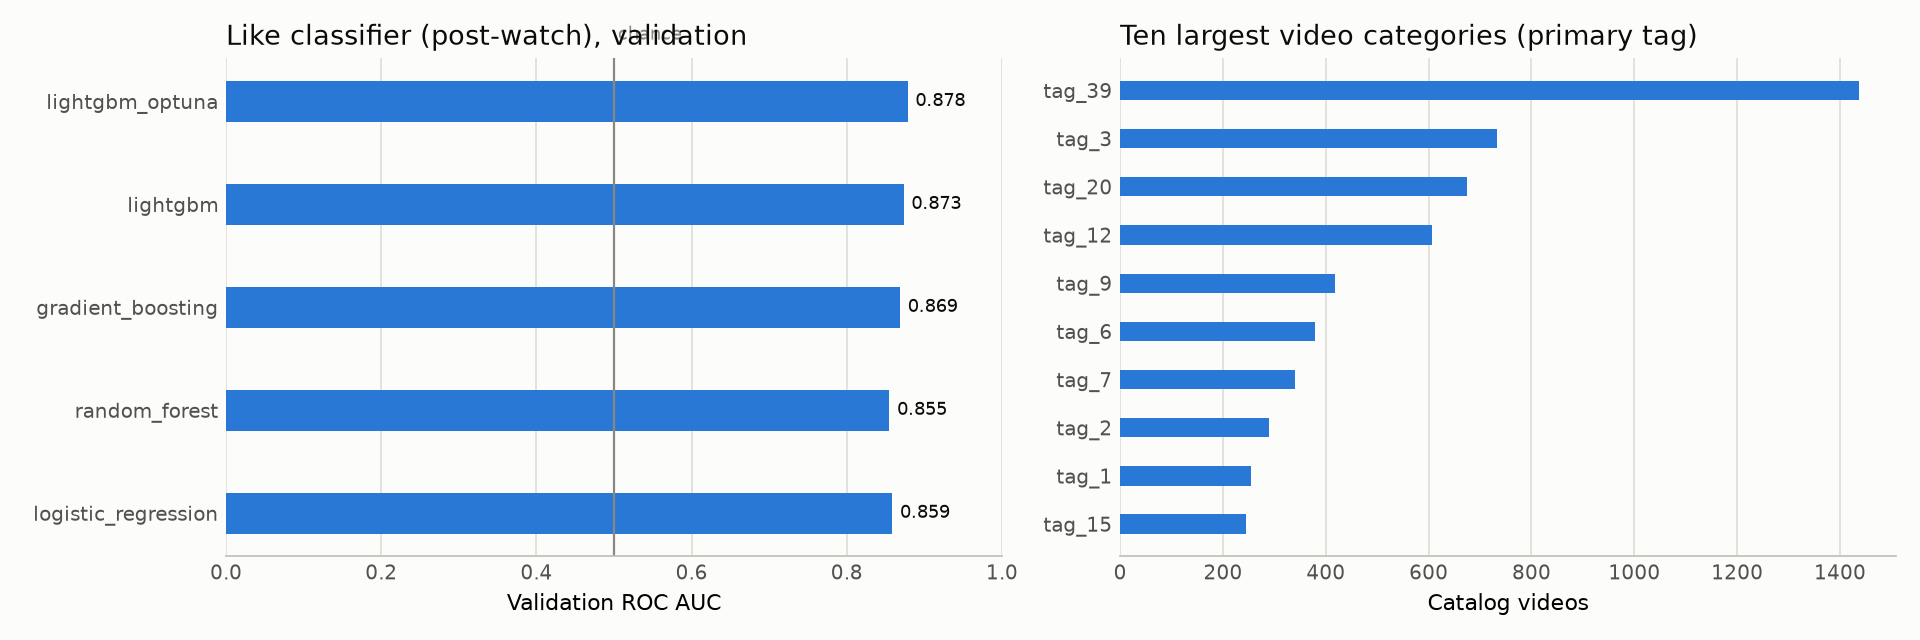 Like classifier (post-watch), validation
chance
lightgbm_optuna
0.878
lightgbm
0.873
gradient_boosting
0.869
random_forest
0.855
logistic_regression
0.859
0.0 0.2 0.4 0.6 0.8 1.0
Validation ROC AUC
Ten largest video categories (primary tag)
tag_39
tag_3
tag_20
tag_12
tag_9
tag_6
tag_7
tag_2
tag_1
tag_15
0 200 400 600 800 1000 1200 1400
Catalog videos